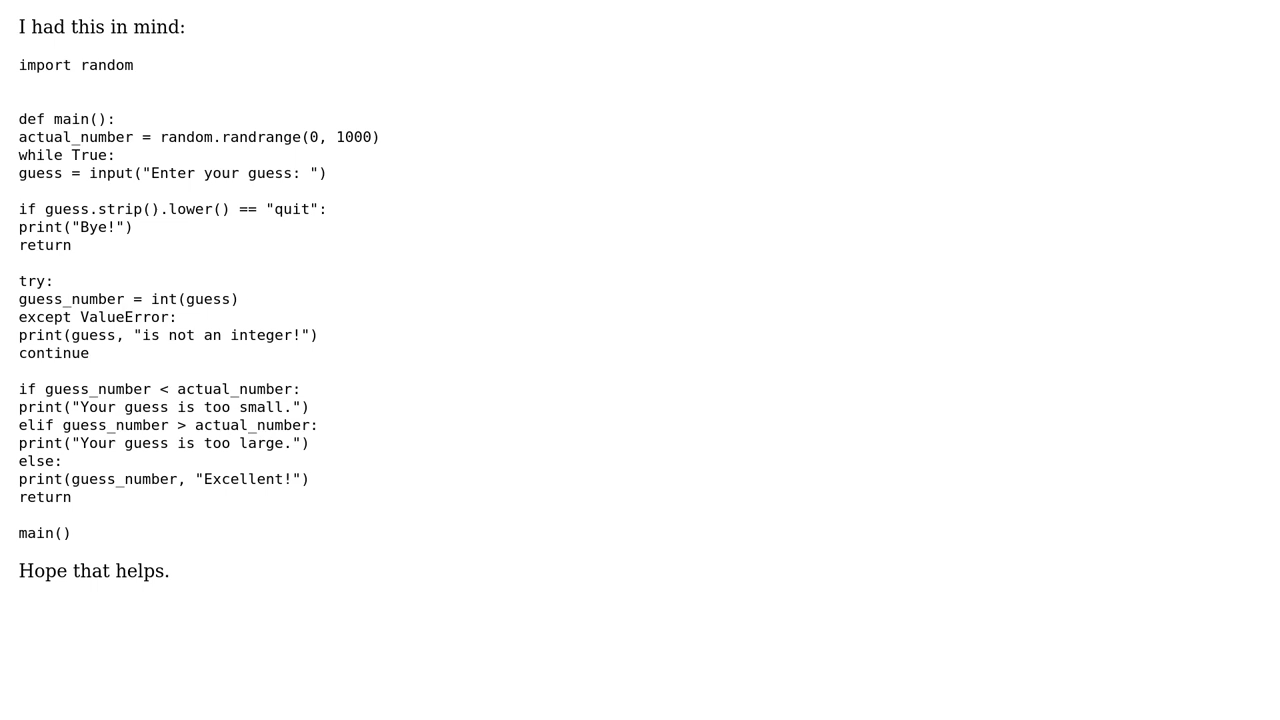 I had this in mind:
import random
def main():
actual_number = random.randrange(0, 1000)
while True:
guess = input("Enter your guess: ")
if guess.strip().lower() == "quit":
print("Bye!")
return
try:
guess_number = int(guess)
except ValueError:
print(guess, "is not an integer!")
continue
if guess_number < actual_number:
print("Your guess is too small.")
elif guess_number > actual_number:
print("Your guess is too large.")
else:
print(guess_number, "Excellent!")
return
main()
Hope that helps.